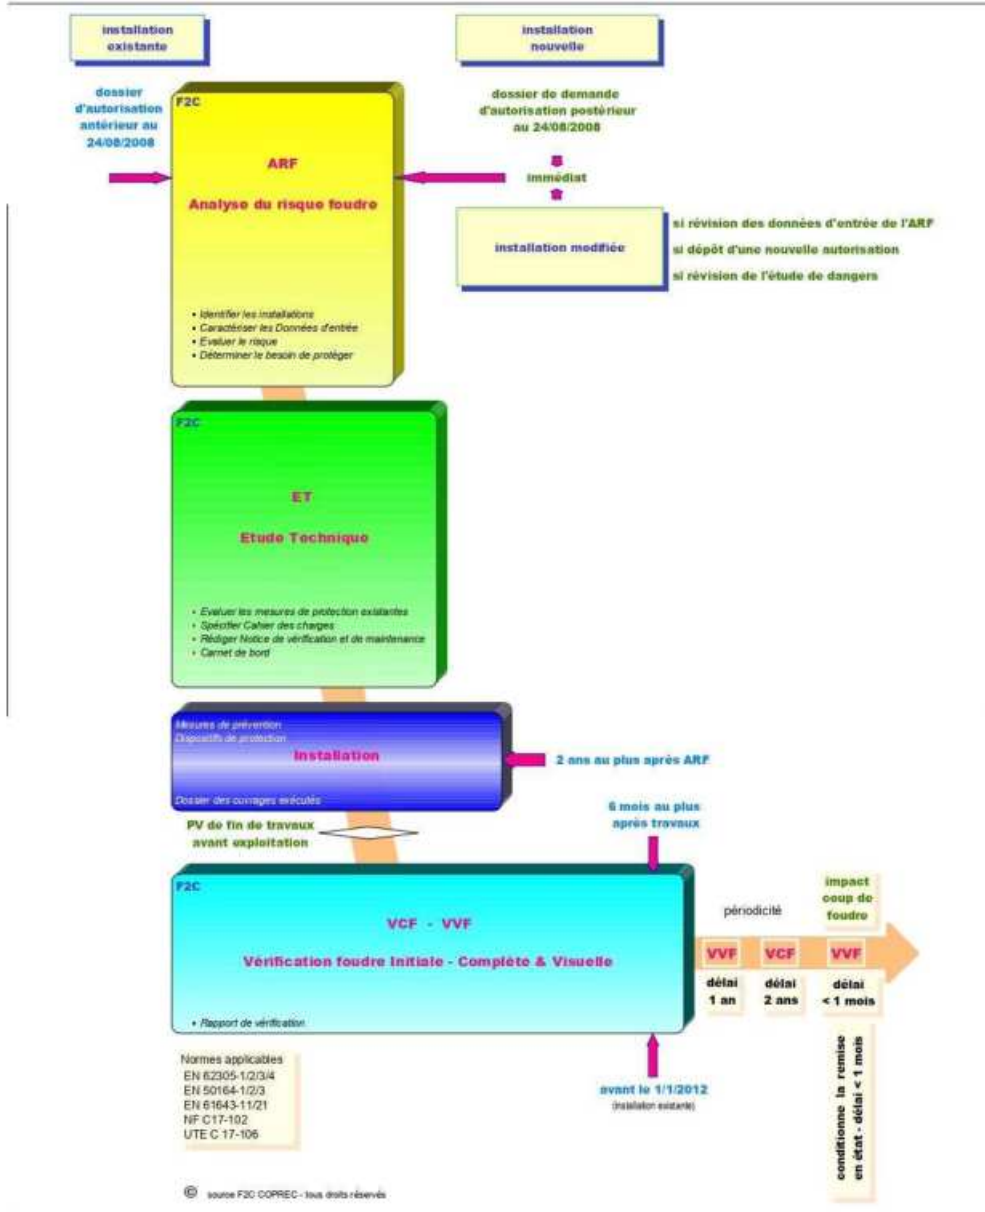 installation
existante
installation
nouvelle
dossier
d'autorisation
antérieur au
24/08/2008
F2C
dossier de demande
d'autorisation postérieur
au 24/08/2008
ARF
immédiat
Analyse du risque foudre
installation modifiée
si révision des données d'entrée de l'ARF
si dépôt d'une nouvelle autorisation
si révision de l'étude de dangers
• Identifier les installations
• Caractériser les Données d'entrée
• Evaluer le risque
• Déterminer le besoin de protéger
F2C
ET
Etude Technique
• Evaluer les mesures de protection existantes
• Spécifier Cahier des charges
• Rédiger Notice de vérification et de maintenance
• Carnet de bord
Mesures de prévention
Dispositifs de protection
Installation
2 ans au plus après ARF
Dossier des ouvrages exécutés
6 mois au plus
après travaux
PV de fin de travaux
avant exploitation
F2C
VCF - VVF
Vérification foudre Initiale - Complète & Visuelle
• Rapport de vérification
périodicité
impact
coup de
foudre
VVF
VCF
VVF
délai
1 an
délai
2 ans
délai
< 1 mois
conditionne la remise
en état - délai < 1 mois
avant le 1/1/2012
(installation existante)
Normes applicables
EN 62305-1/2/3/4
EN 50164-1/2/3
EN 61643-11/21
NF C17-102
UTE C 17-106
© source F2C COPREC - tous droits réservés